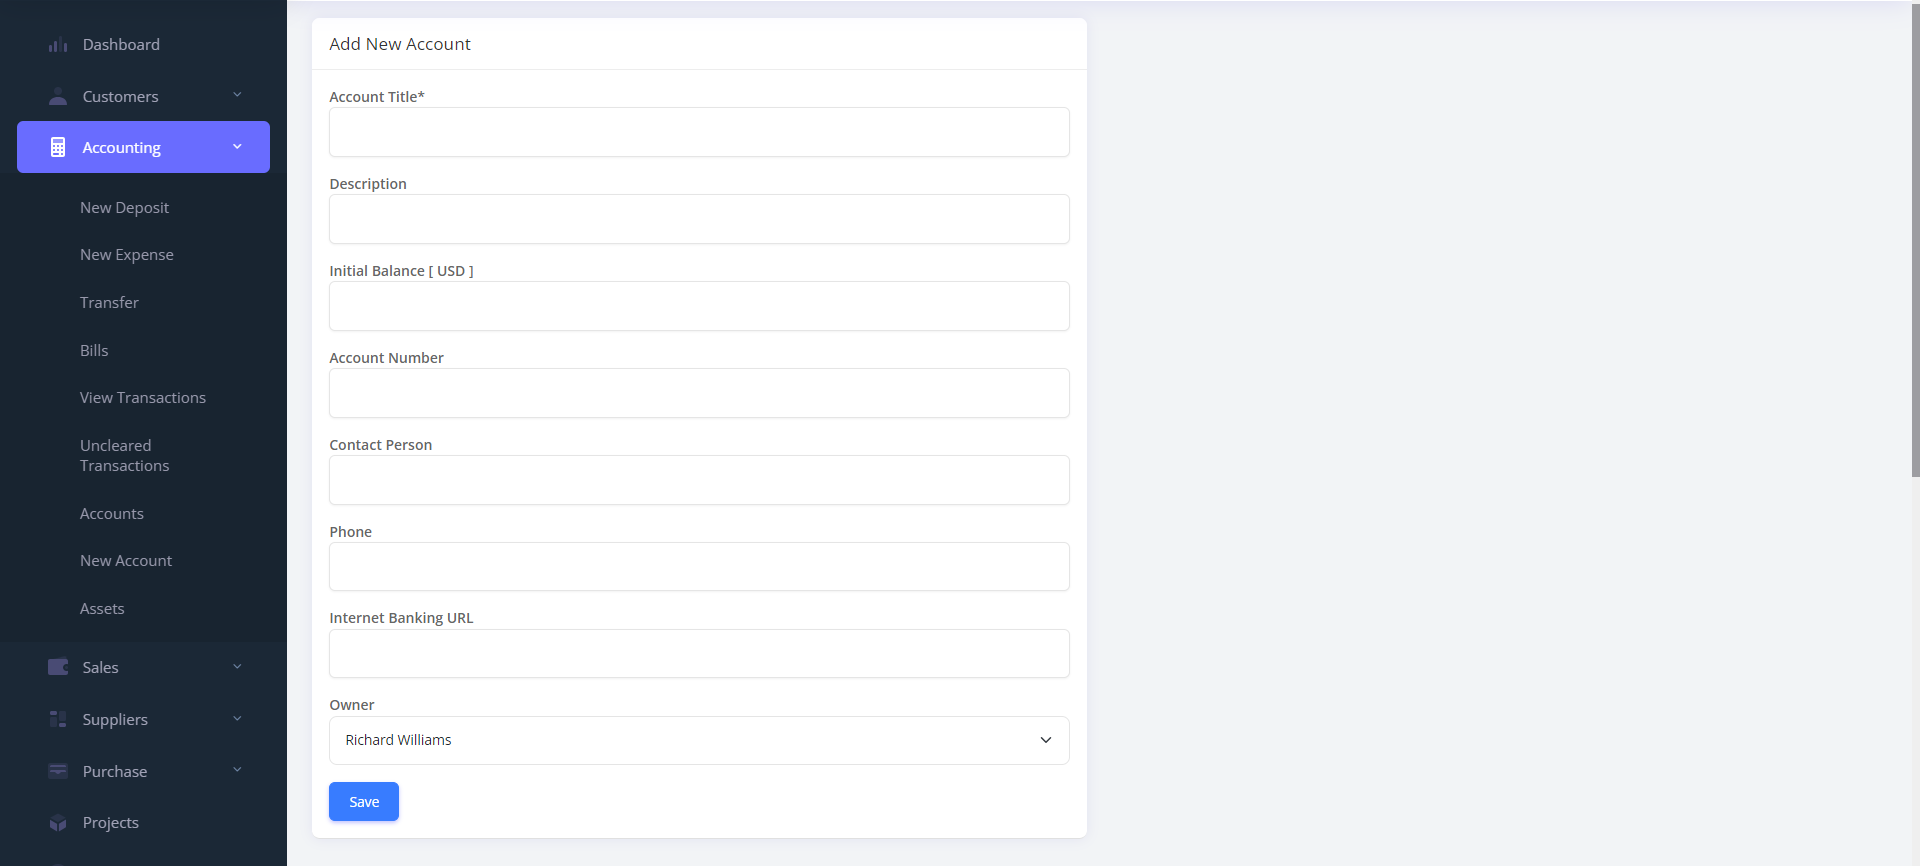 Dashboard
Customers
Accounting
New Deposit
New Expense
Transfer
Bills
View Transactions
Uncleared
Transactions
Accounts
New Account
Assets
Sales
Suppliers
Purchase
Projects
Add New Account
Account Title*
Description
Initial Balance [ USD ]
Account Number
Contact Person
Phone
Internet Banking URL
Owner
Richard Williams
Save